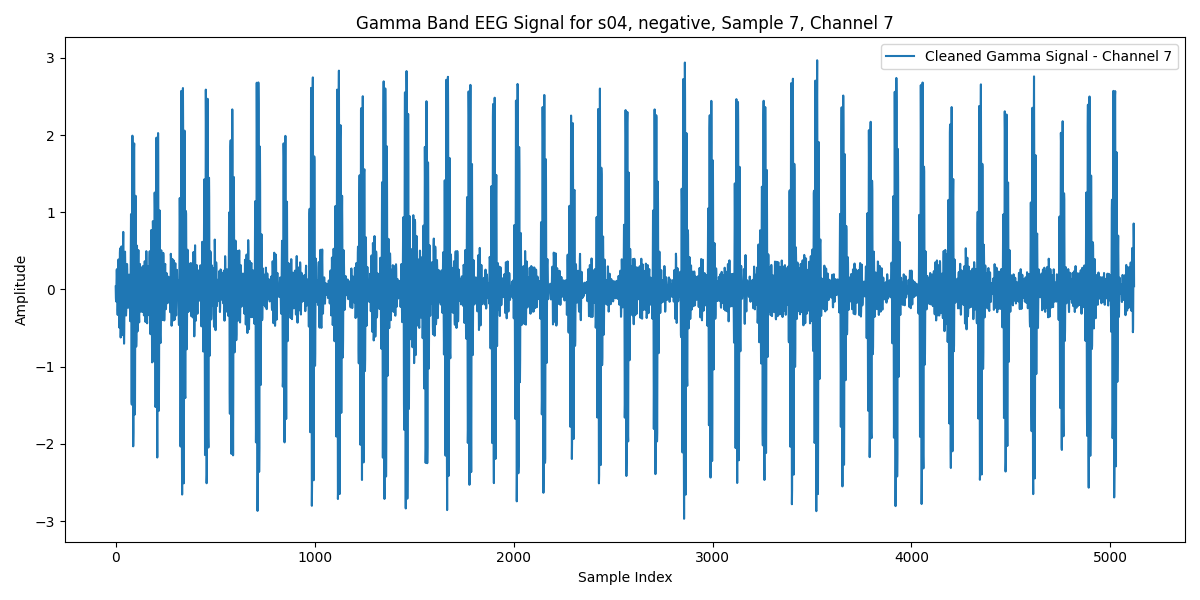 Gamma Band EEG Signal for s04, negative, Sample 7, Channel 7
Cleaned Gamma Signal - Channel 7
3
2
1
0
−1
−2
−3
Amplitude
0 1000 2000 3000 4000 5000
Sample Index